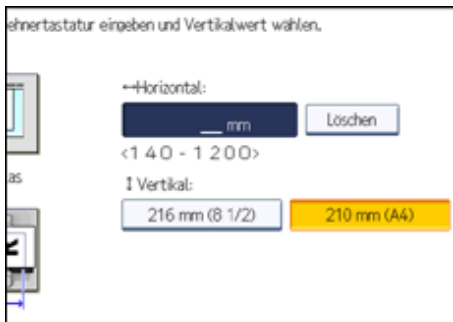 ehnertastatur eingeben und Vertikalwert wählen.
↔Horizontal:
__ mm
Löschen
<140 - 1200>
as
↕ Vertikal:
216 mm (8 1/2)
210 mm (A4)